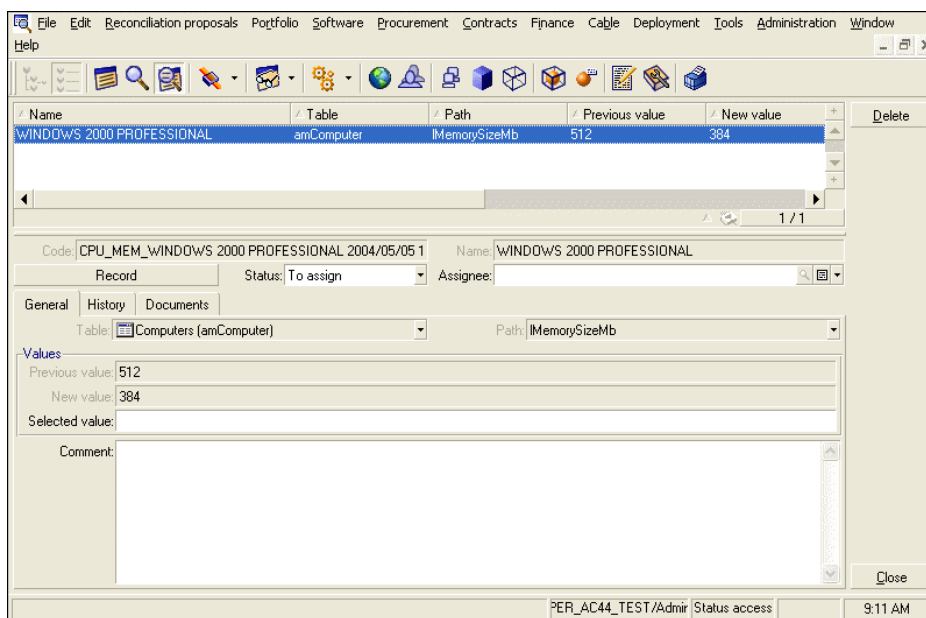 File Edit Reconciliation proposals Portfolio Software Procurement Contracts Finance Cable Deployment Tools Administration Window
Help
Name Table Path Previous value New value
Delete
WINDOWS 2000 PROFESSIONAL amComputer lMemorySizeMb 512 384
1 / 1
Code: CPU_MEM_WINDOWS 2000 PROFESSIONAL 2004/05/05 1 Name: WINDOWS 2000 PROFESSIONAL
Record Status: To assign Assignee:
General History Documents
Table: Computers (amComputer) Path: lMemorySizeMb
Values
Previous value: 512
New value: 384
Selected value:
Comment:
Close
PER_AC44_TEST/Admir Status access 9:11 AM